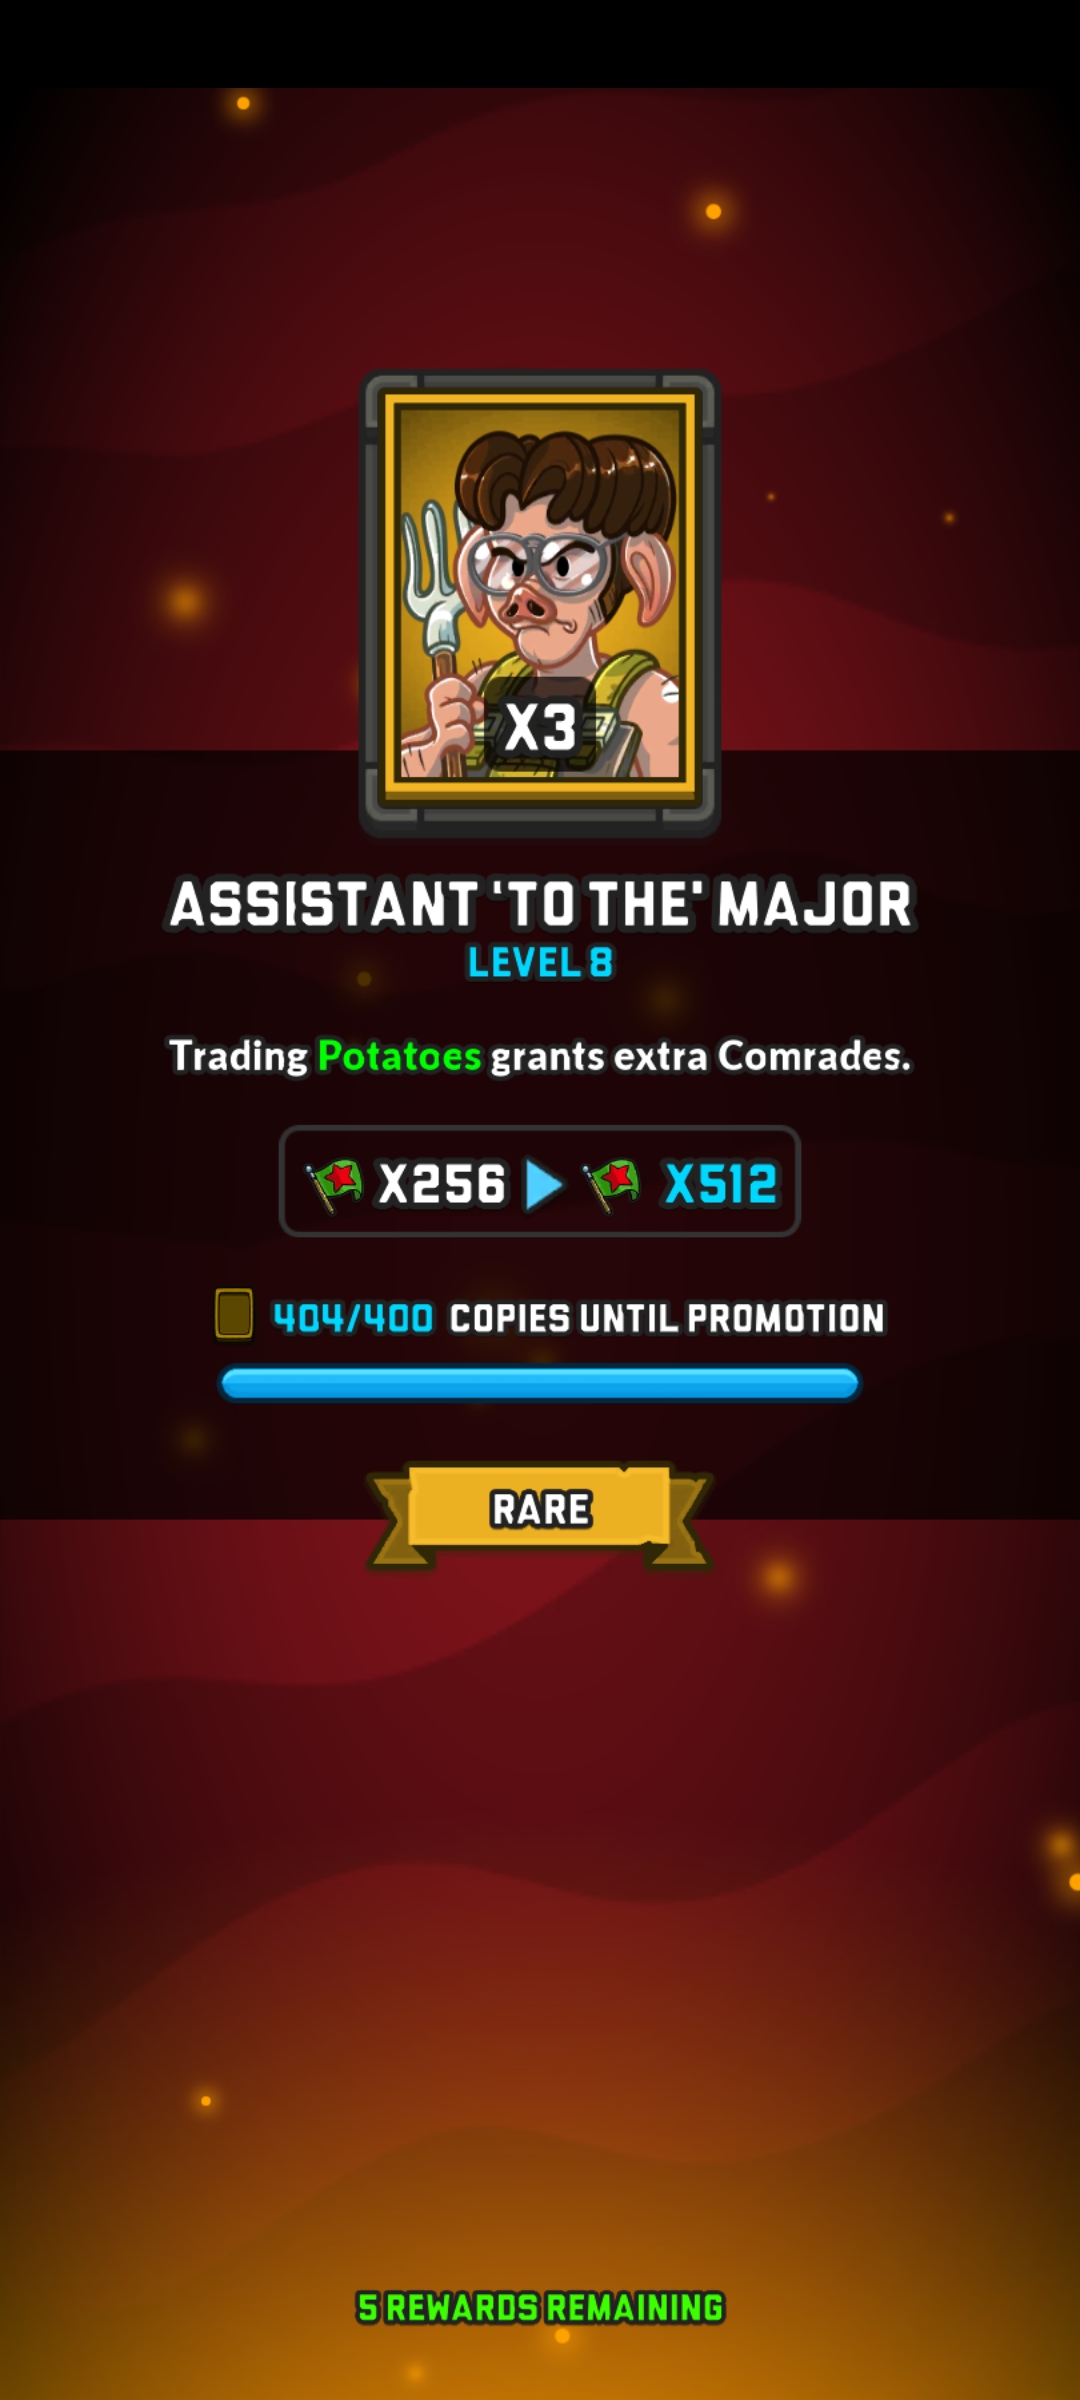 X3
ASSISTANT 'TO THE' MAJOR
LEVEL 8
Trading Potatoes grants extra Comrades.
X256 X512
404/400 COPIES UNTIL PROMOTION
RARE
5 REWARDS REMAINING